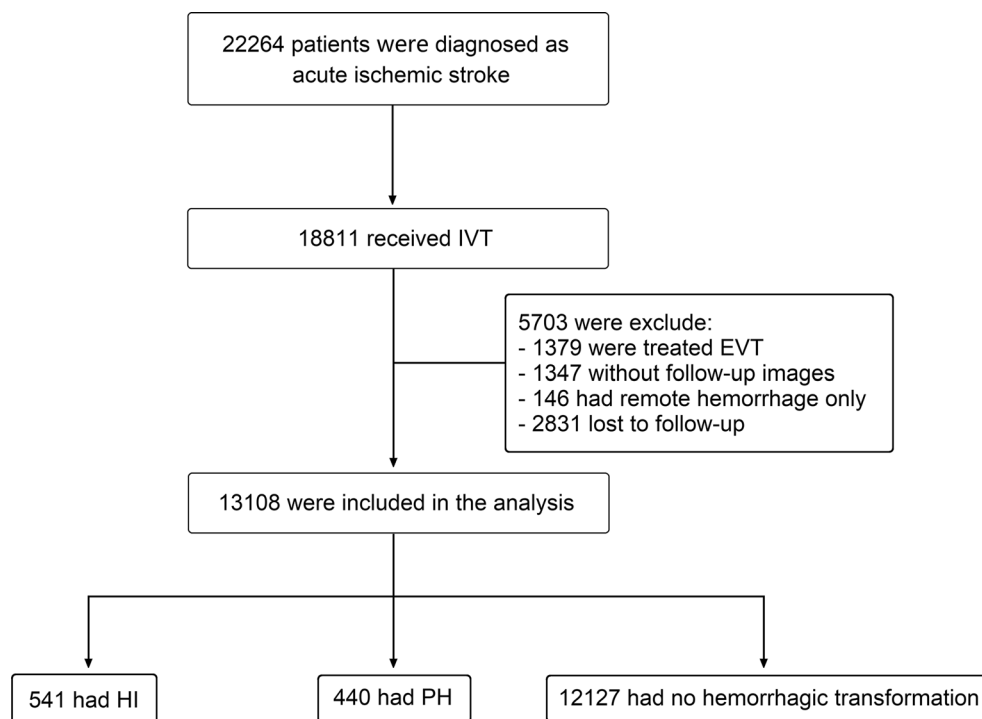 22264 patients were diagnosed as
acute ischemic stroke
18811 received IVT
5703 were exclude:
- 1379 were treated EVT
- 1347 without follow-up images
- 146 had remote hemorrhage only
- 2831 lost to follow-up
13108 were included in the analysis
541 had HI
440 had PH
12127 had no hemorrhagic transformation